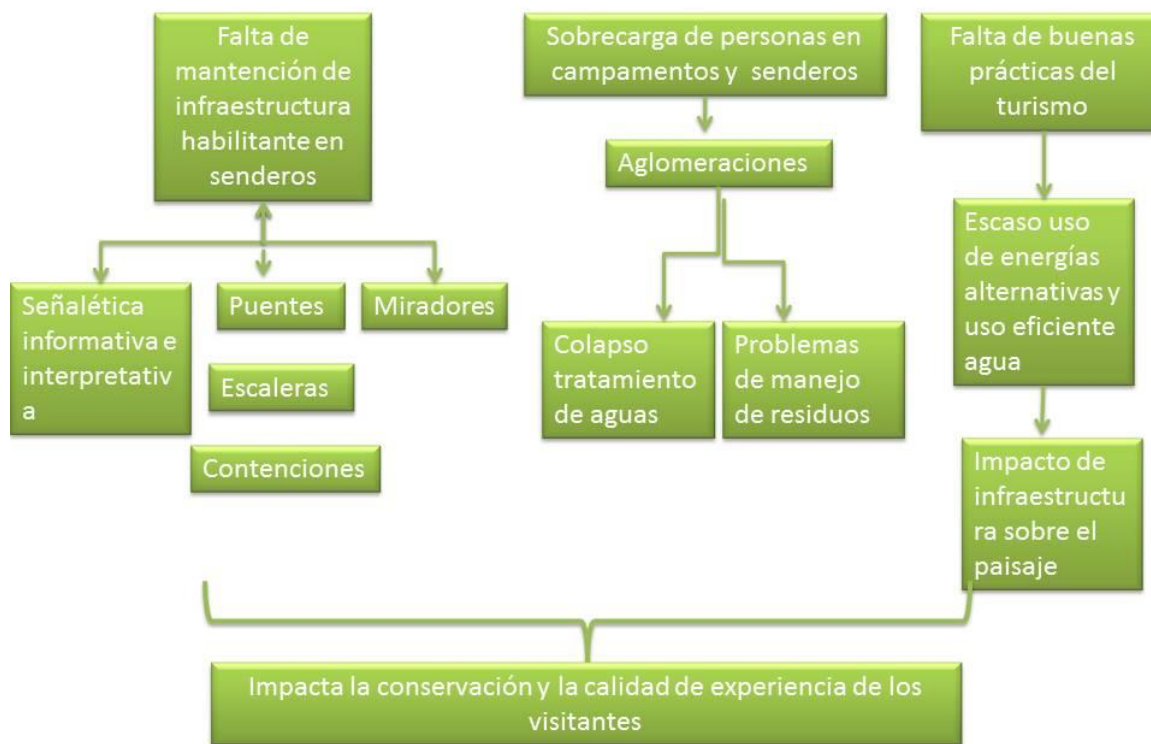 Falta de
mantención de
infraestructura
habilitante en
senderos
Señalética
informativa e
interpretativ
a
Puentes
Miradores
Escaleras
Contenciones
Sobrecarga de personas en
campamentos y senderos
Aglomeraciones
Colapso
tratamiento
de aguas
Problemas
de manejo
de residuos
Falta de buenas
prácticas del
turismo
Escaso uso
de energías
alternativas y
uso eficiente
agua
Impacto de
infraestructu
ra sobre el
paisaje
Impacta la conservación y la calidad de experiencia de los
visitantes